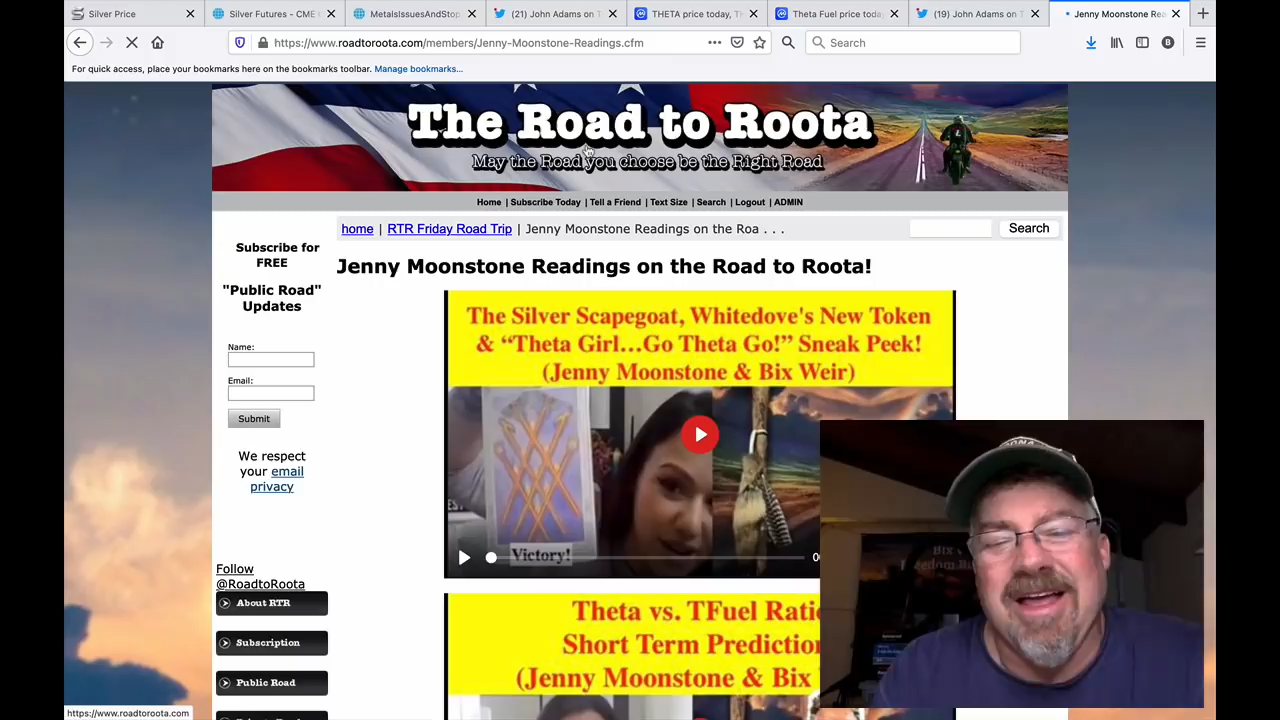 Silver Price
Silver Futures - CME
MetalsIssuesAndStop
(21) John Adams on T
THETA price today, T
Theta Fuel price today
(19) John Adams on T
Jenny Moonstone Rea
https://www.roadtoroota.com/members/Jenny-Moonstone-Readings.cfm
Search
For quick access, place your bookmarks here on the bookmarks toolbar. Manage bookmarks...
The Road to Roota
May the Road you choose be the Right Road
Home | Subscribe Today | Tell a Friend | Text Size | Search | Logout | ADMIN
home | RTR Friday Road Trip | Jenny Moonstone Readings on the Roa . . .
Search
Subscribe for
FREE
"Public Road"
Updates
Name:
Email:
Submit
We respect
your email
privacy
Follow
@RoadtoRoota
About RTR
Subscription
Public Road
Jenny Moonstone Readings on the Road to Roota!
The Silver Scapegoat, Whitedove's New Token
& “Theta Girl…Go Theta Go!” Sneak Peek!
(Jenny Moonstone & Bix Weir)
Victory!
Theta vs. TFuel Ratio
Short Term Prediction
(Jenny Moonstone & Bix
https://www.roadtoroota.com